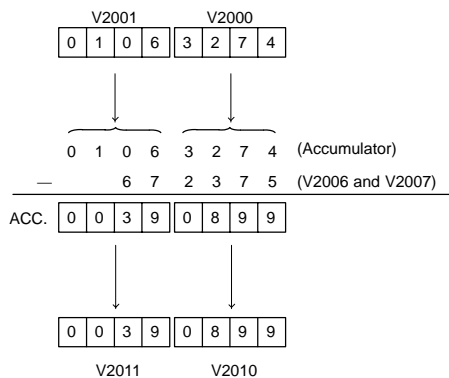 V2001 V2000
0 1 0 6 3 2 7 4
0 1 0 6 3 2 7 4 (Accumulator)
— 6 7 2 3 7 5 (V2006 and V2007)
ACC. 0 0 3 9 0 8 9 9
0 0 3 9 0 8 9 9
V2011 V2010